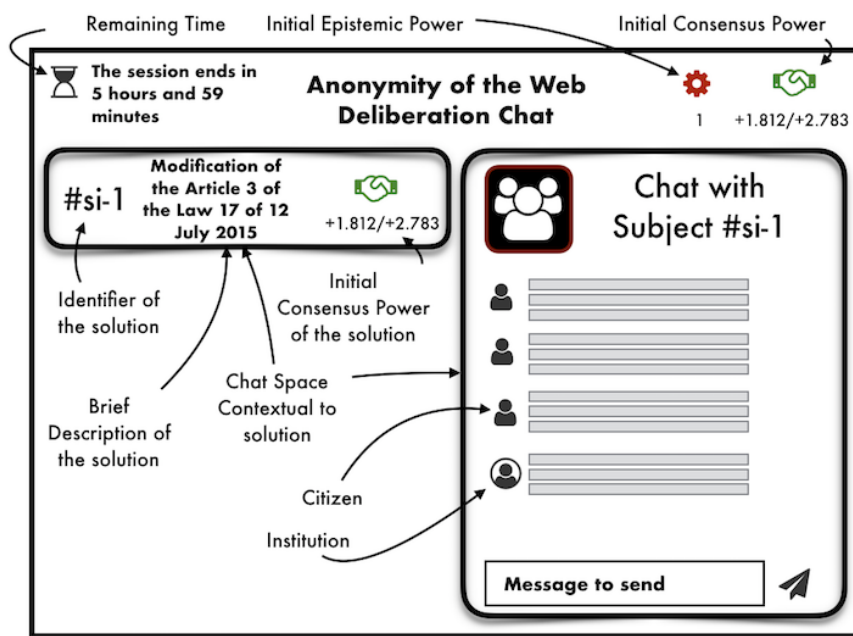 Remaining Time
Initial Epistemic Power
Initial Consensus Power
The session ends in
5 hours and 59
minutes
Anonymity of the Web
Deliberation Chat
1
+1.812/+2.783
#si-1
Modification of
the Article 3 of
the Law 17 of 12
July 2015
+1.812/+2.783
Chat with
Subject #si-1
Identifier of
the solution
Initial
Consensus Power
of the solution
Brief
Description of
the solution
Chat Space
Contextual to
solution
Citizen
Institution
Message to send